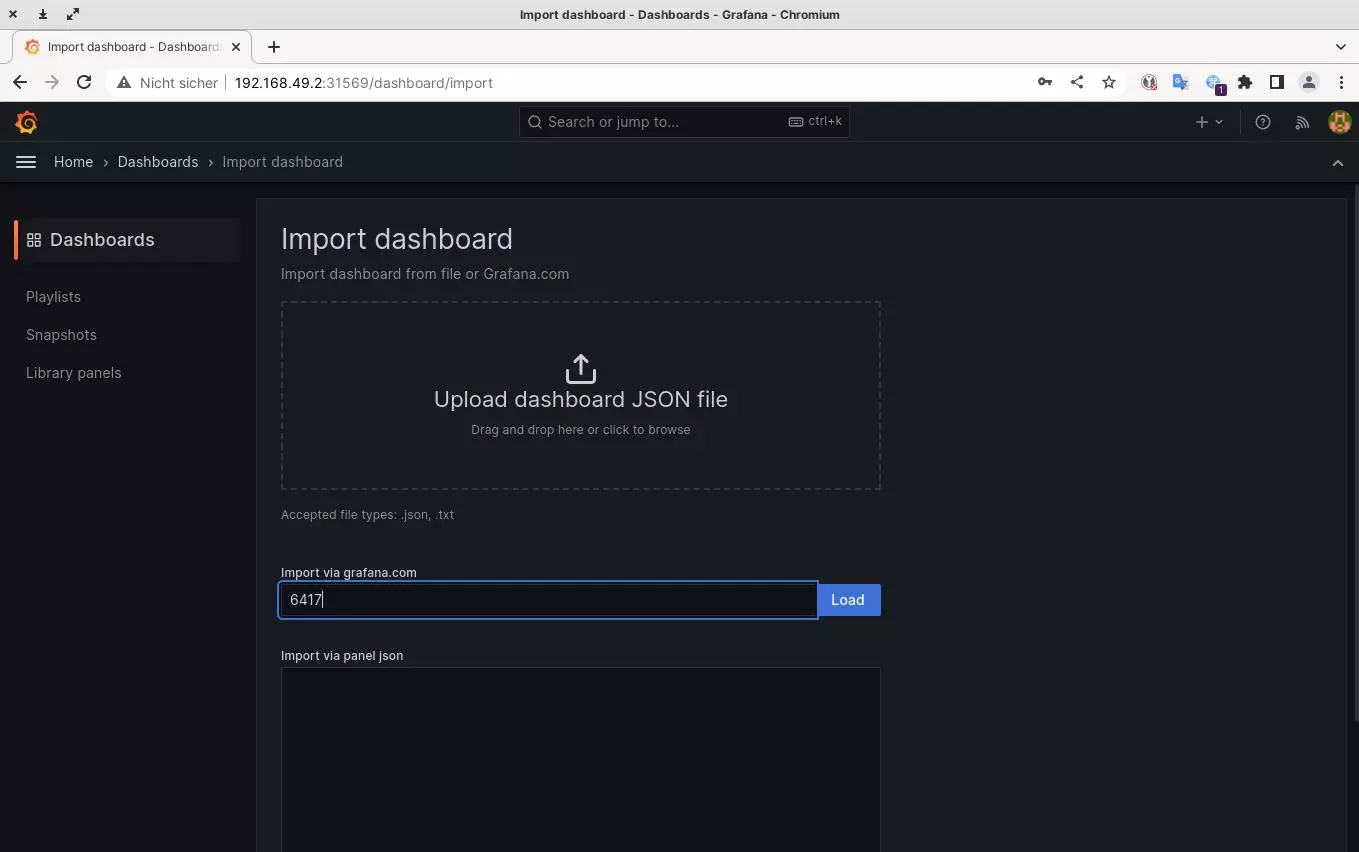 Import dashboard - Dashboards - Grafana - Chromium
Import dashboard - Dashboards
Nicht sicher 192.168.49.2:31569/dashboard/import
1
Search or jump to... ctrl+k
Home › Dashboards › Import dashboard
Dashboards
Playlists
Snapshots
Library panels
Import dashboard
Import dashboard from file or Grafana.com
Upload dashboard JSON file
Drag and drop here or click to browse
Accepted file types: .json, .txt
Import via grafana.com
6417
Load
Import via panel json